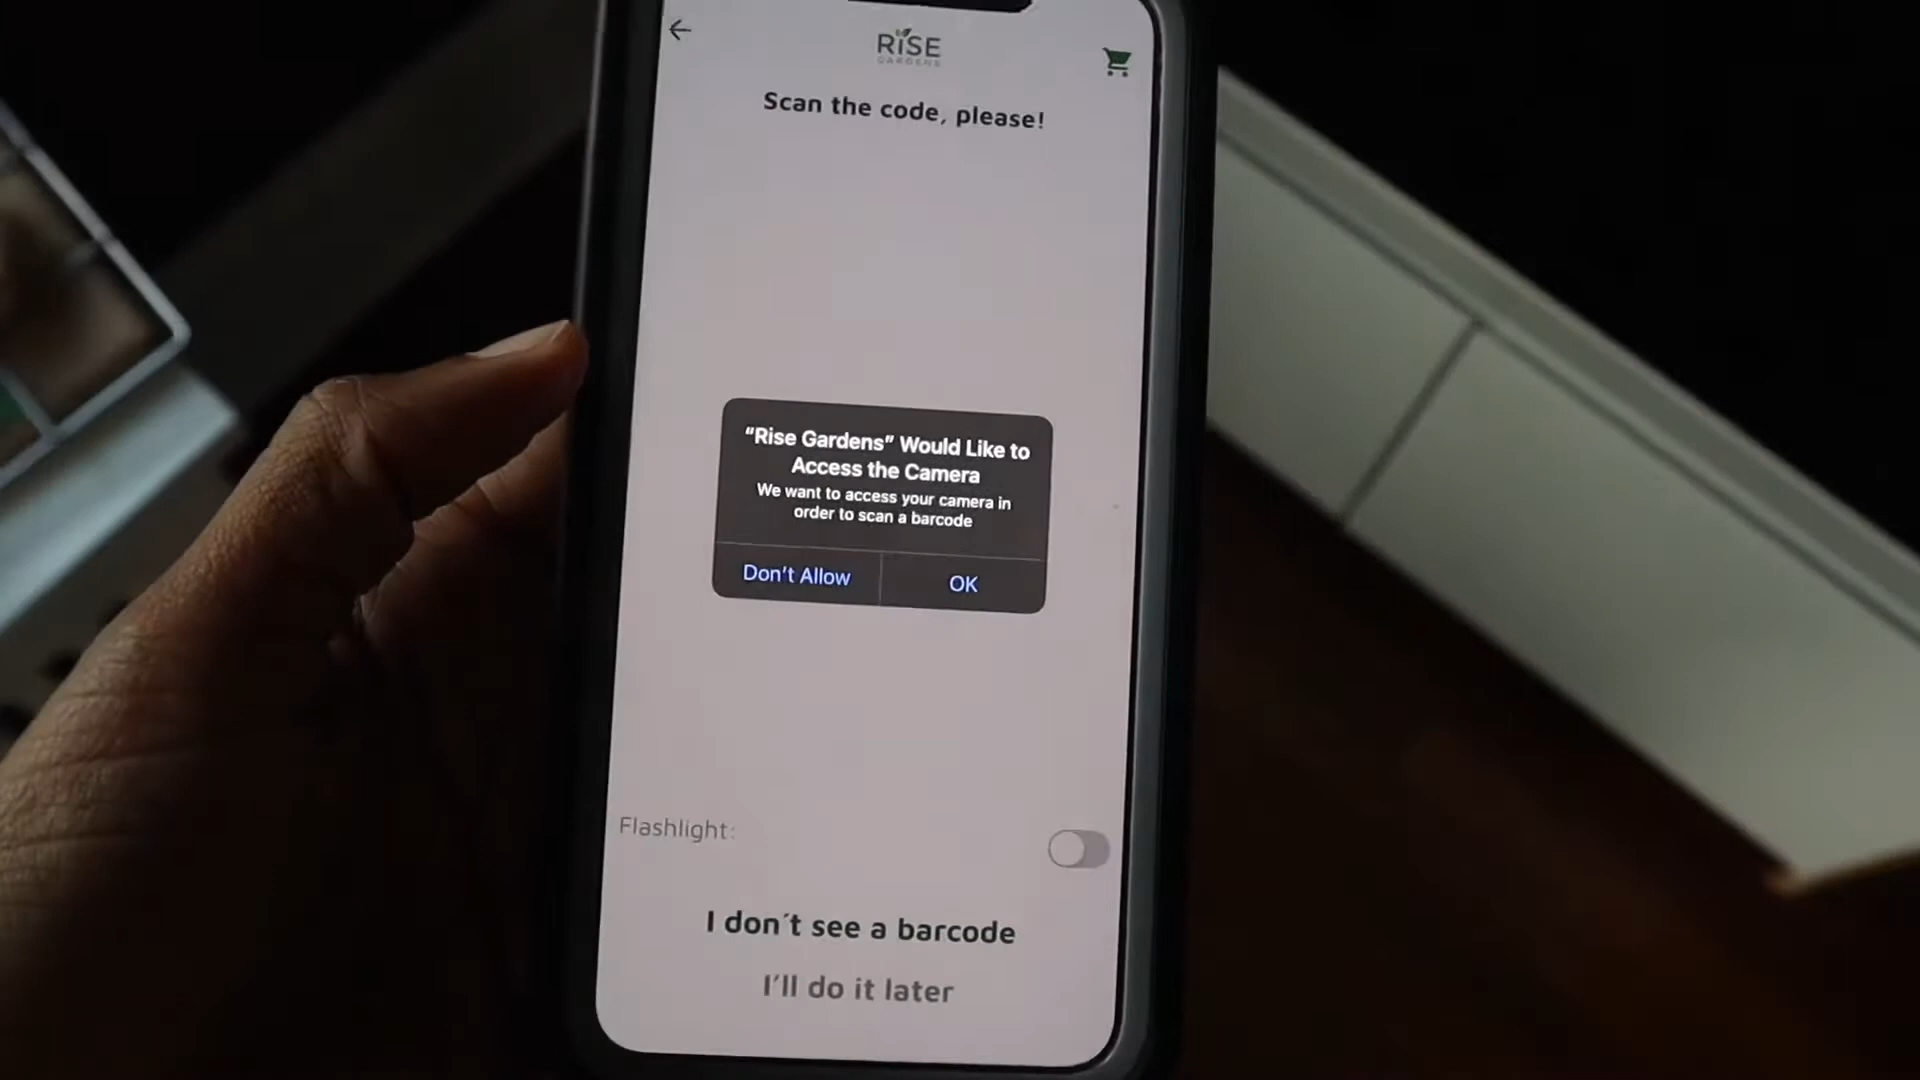 RISE
GARDENS
Scan the code, please!
“Rise Gardens” Would Like to
Access the Camera
We want to access your camera in
order to scan a barcode
Don’t Allow
OK
Flashlight:
I don´t see a barcode
I’ll do it later